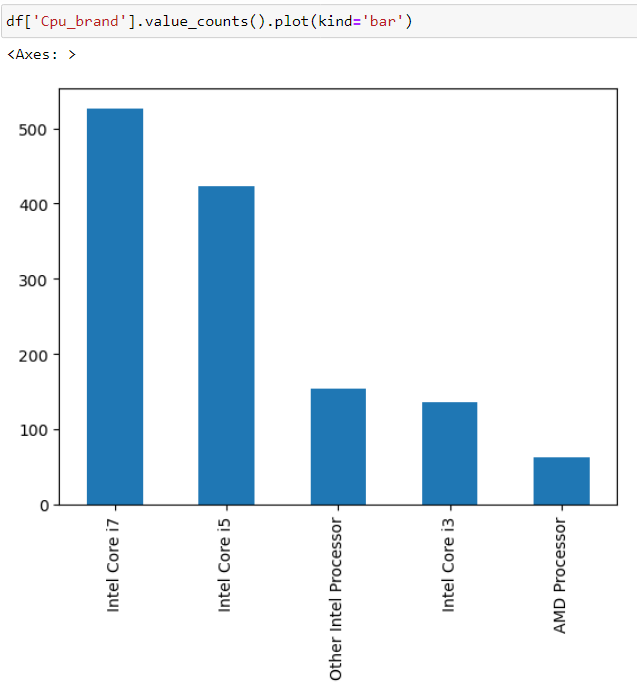 df['Cpu_brand'].value_counts().plot(kind='bar')
<Axes: >
500
400
300
200
100
0
Intel Core i7
Intel Core i5
Other Intel Processor
Intel Core i3
AMD Processor